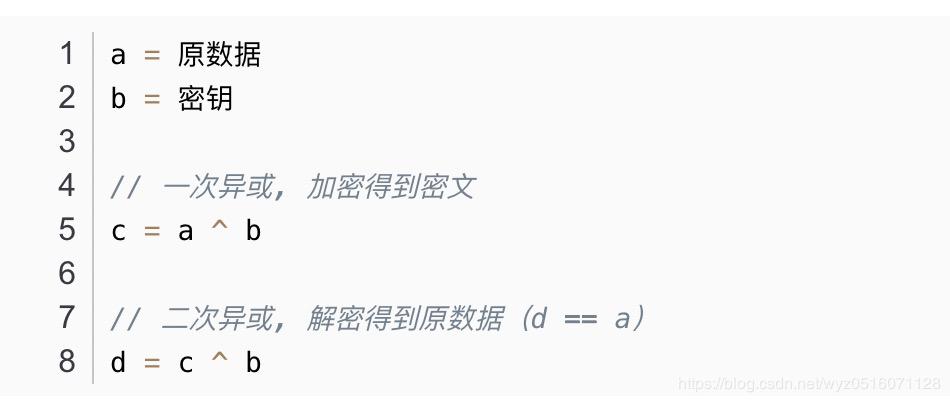 1 a = 原数据
2 b = 密钥
3
4 // 一次异或, 加密得到密文
5 c = a ^ b
6
7 // 二次异或, 解密得到原数据（d == a）
8 d = c ^ b
https://blog.csdn.net/wyz0516071128